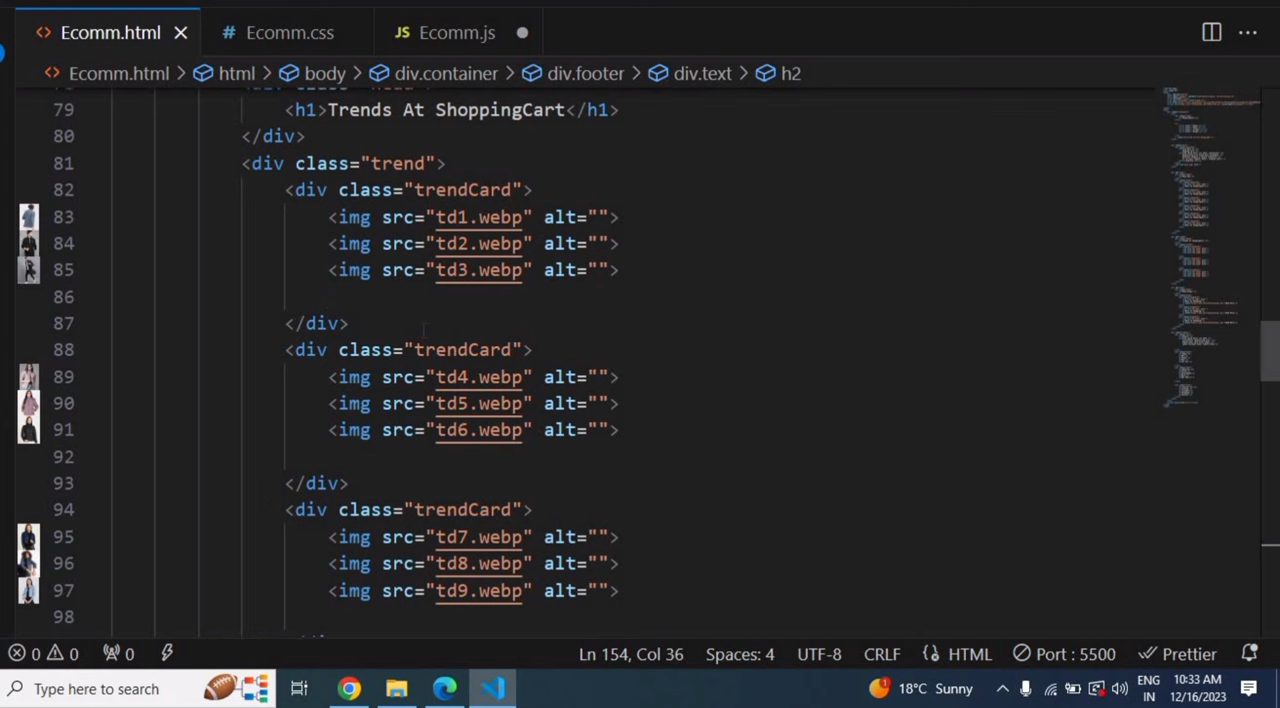 Ecomm.html
Ecomm.css
JS Ecomm.js
Ecomm.html > html > body > div.container > div.footer > div.text > h2
79 <h1>Trends At ShoppingCart</h1>
80 </div>
81 <div class="trend">
82 <div class="trendCard">
83 <img src="td1.webp" alt="">
84 <img src="td2.webp" alt="">
85 <img src="td3.webp" alt="">
86
87 </div>
88 <div class="trendCard">
89 <img src="td4.webp" alt="">
90 <img src="td5.webp" alt="">
91 <img src="td6.webp" alt="">
92
93 </div>
94 <div class="trendCard">
95 <img src="td7.webp" alt="">
96 <img src="td8.webp" alt="">
97 <img src="td9.webp" alt="">
98
0 0 0 Ln 154, Col 36 Spaces: 4 UTF-8 CRLF HTML Port : 5500 Prettier
Type here to search 1 18°C Sunny ENG IN 10:33 AM 12/16/2023